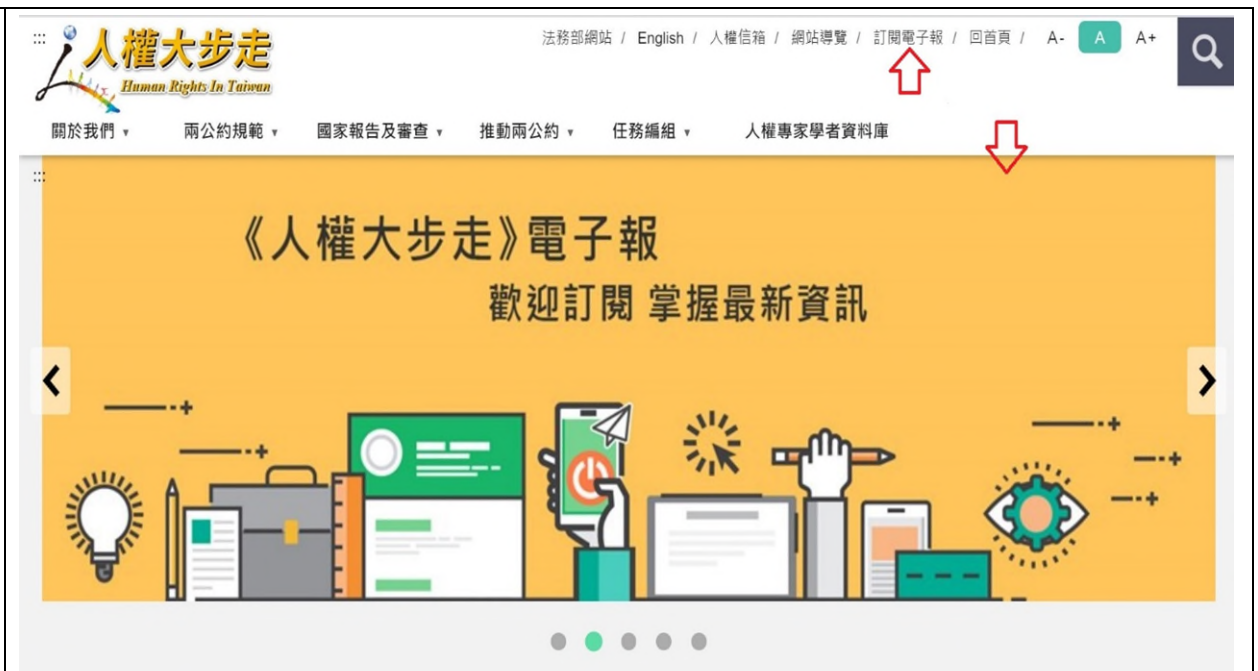 人權大步走
Human Rights In Taiwan
法務部網站 / English / 人權信箱 / 網站導覽 / 訂閱電子報 / 回首頁 / A- A A+
關於我們 ▼ 兩公約規範 ▼ 國家報告及審查 ▼ 推動兩公約 ▼ 任務編組 ▼ 人權專家學者資料庫
《人權大步走》電子報
歡迎訂閱 掌握最新資訊